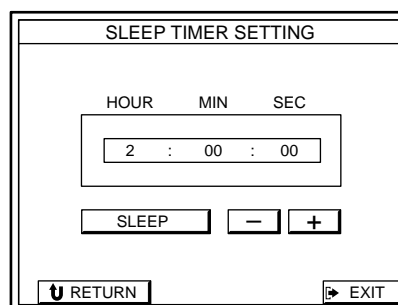 SLEEP TIMER SETTING
HOUR MIN SEC
2 : 00 : 00
SLEEP − +
RETURN EXIT